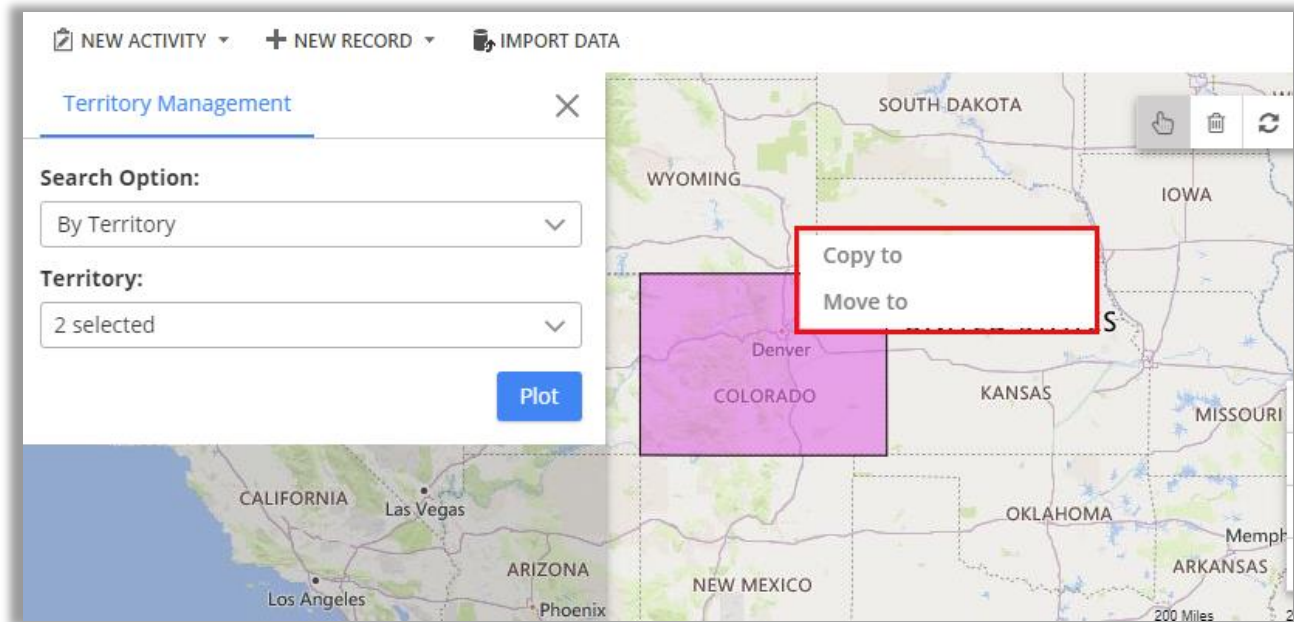 NEW ACTIVITY NEW RECORD IMPORT DATA
Territory Management
Search Option:
By Territory
Territory:
2 selected
Plot
SOUTH DAKOTA
WYOMING
IOWA
Copy to
Move to
Denver
COLORADO
KANSAS
MISSOURI
CALIFORNIA
Las Vegas
OKLAHOMA
Memph
ARIZONA
ARKANSAS
NEW MEXICO
Los Angeles
Phoenix
200 Miles